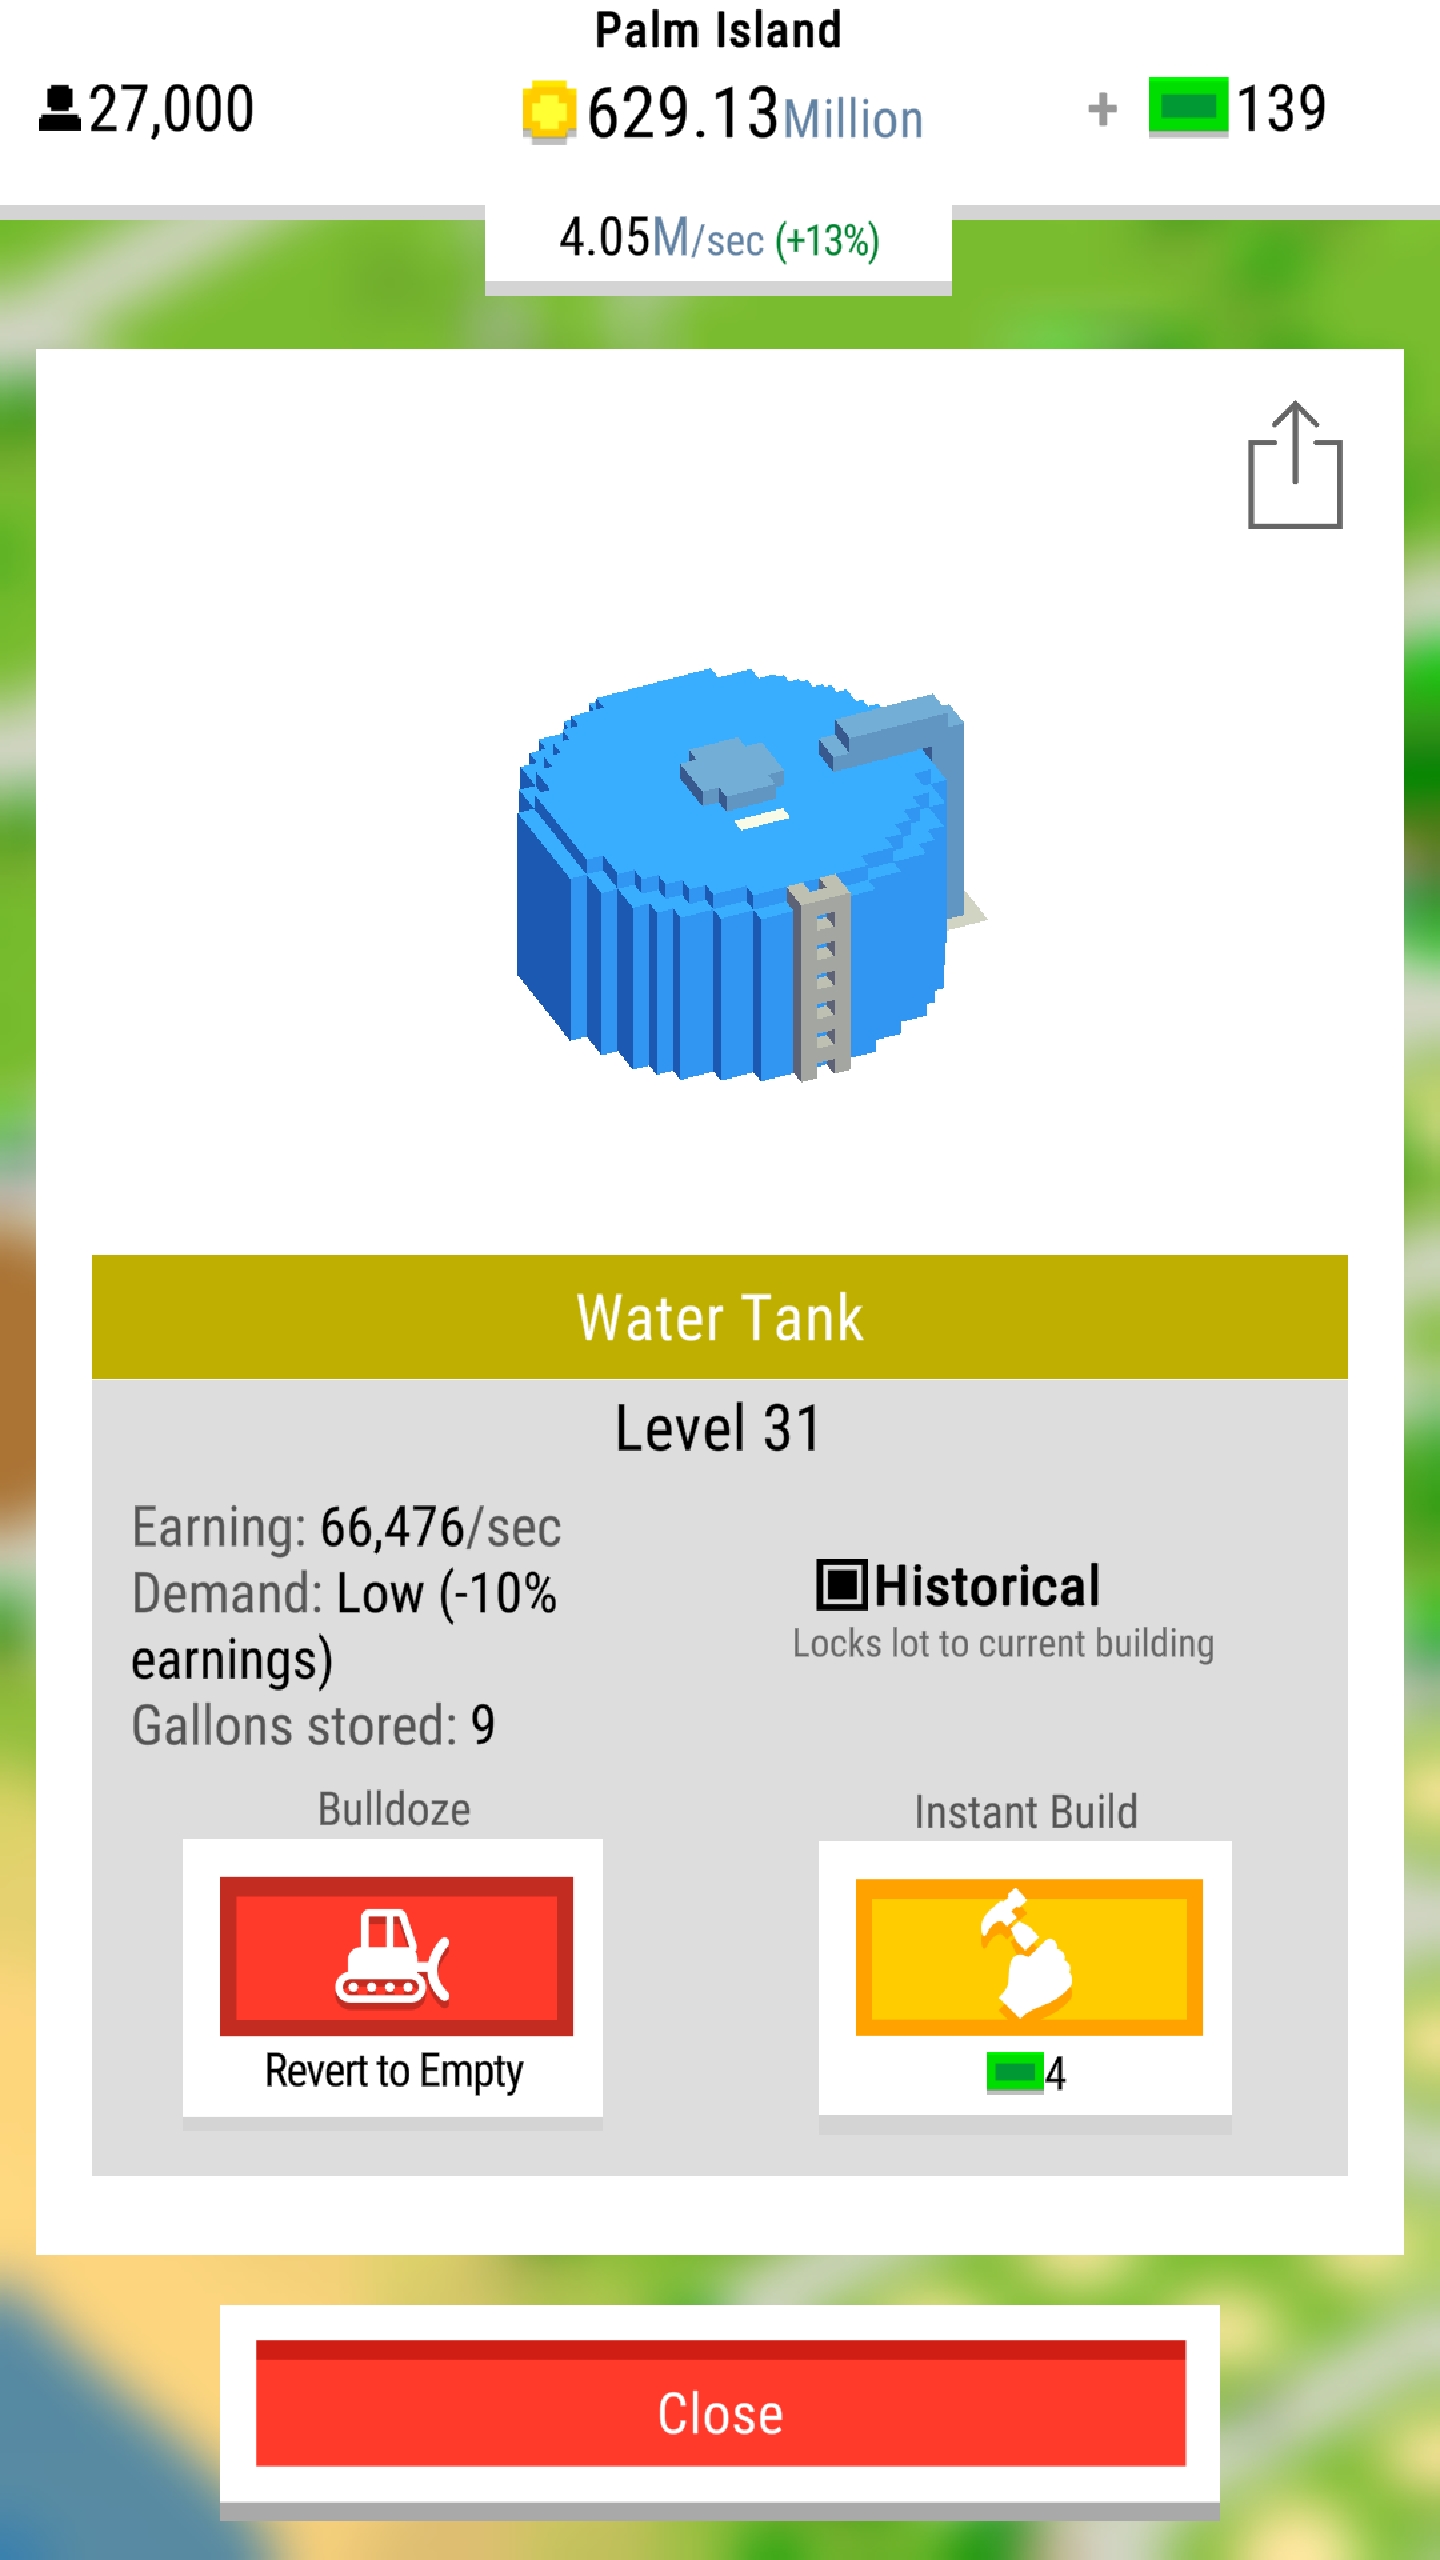 Palm Island
27,000
629.13Million
+ 139
4.05M/sec (+13%)
Water Tank
Level 31
Earning: 66,476/sec
Demand: Low (-10%
earnings)
Gallons stored: 9
Historical
Locks lot to current building
Bulldoze
Revert to Empty
Instant Build
4
Close